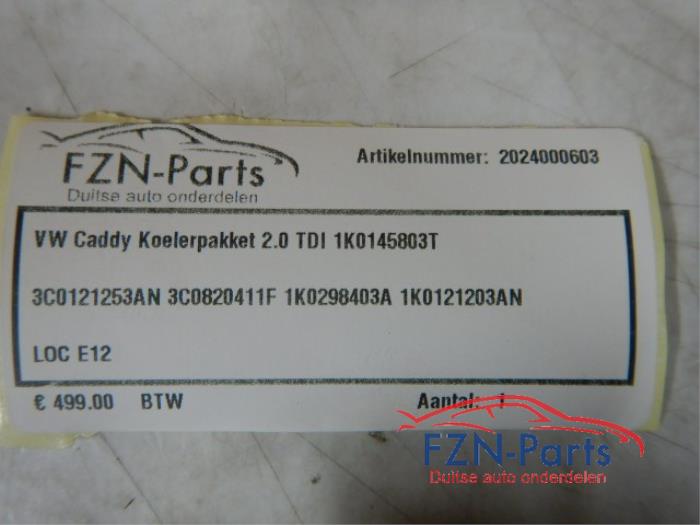 FZN-Parts
Duitse auto onderdelen
Artikelnummer: 2024000603
VW Caddy Koelerpakket 2.0 TDI 1K0145803T
3C0121253AN 3C0820411F 1K0298403A 1K0121203AN
LOC E12
€ 499.00 BTW
Aantal: 1
FZN-Parts
Duitse auto onderdelen